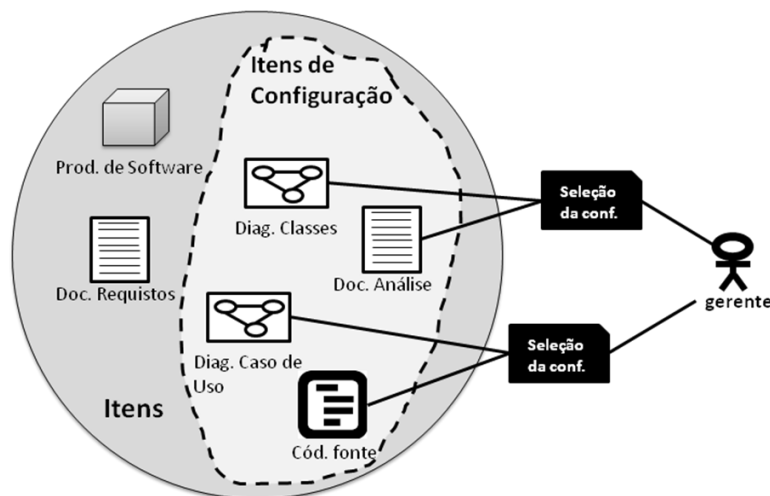 Itens de
Configuração
Prod. de Software
Diag. Classes
Seleção
da conf.
Doc. Requistos
Doc. Análise
gerente
Diag. Caso de
Uso
Seleção
da conf.
Itens
Cód. fonte